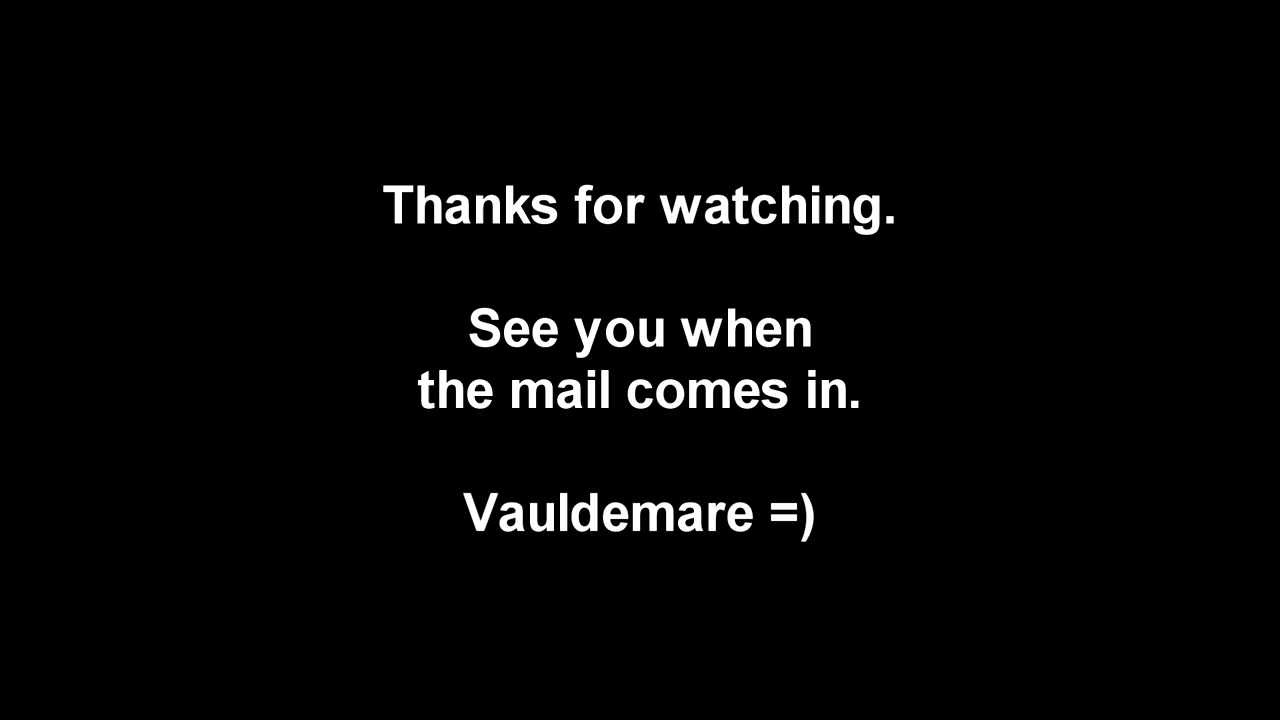 Thanks for watching.
See you when
the mail comes in.
Vauldemare =)